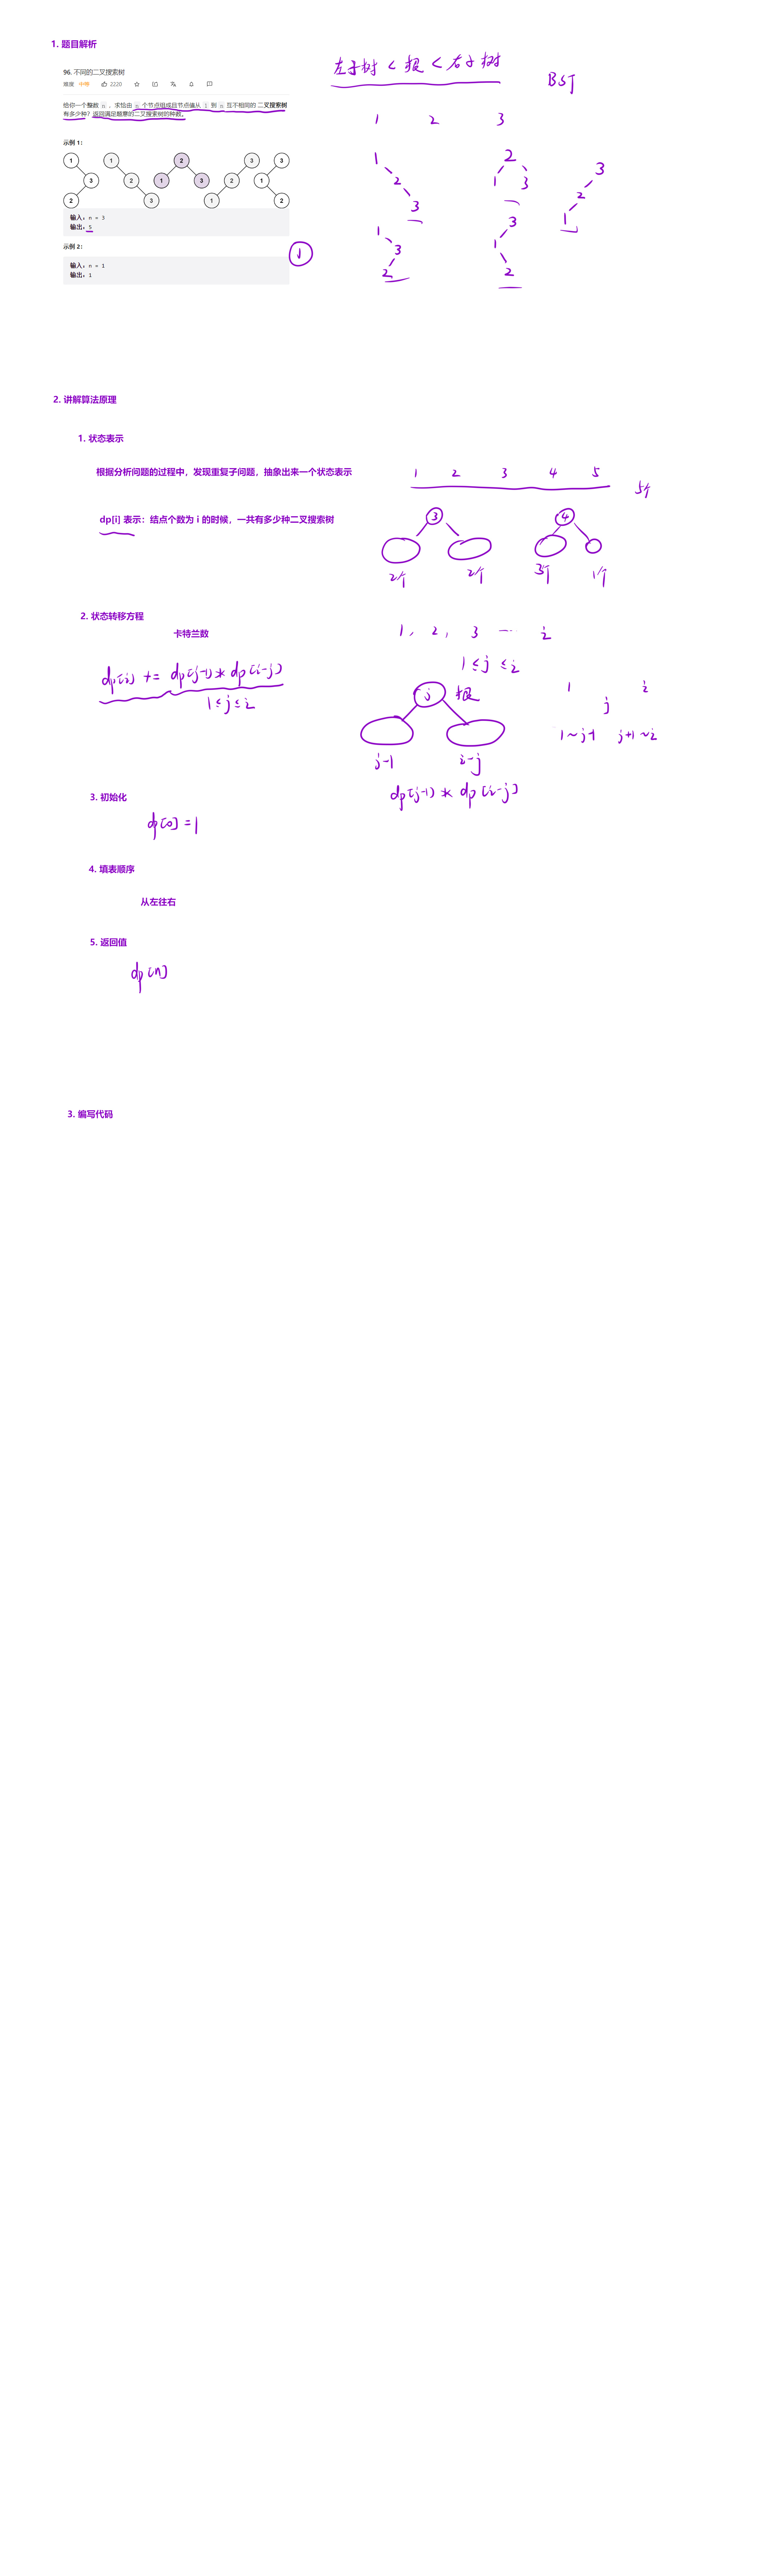 1. 题目解析
96. 不同的二叉搜索树
难度 中等 2220
给你一个整数 n ，求恰由 n 个节点组成且节点值从 1 到 n 互不相同的 二叉搜索树
有多少种？返回满足题意的二叉搜索树的种数。
示例 1：
1 1 2 3 3
3 2 1 3 2 1
2 3 1 2
输入：n = 3
输出：5
示例 2：
输入：n = 1
输出：1
1
左子树 < 根 < 右子树
BST
1 2 3
1
2
3
1
3
2
2
1 3
3
1
2
3
2
1
2. 讲解算法原理
1. 状态表示
根据分析问题的过程中，发现重复子问题，抽象出来一个状态表示
dp[i] 表示：结点个数为 i 的时候，一共有多少种二叉搜索树
1 2 3 4 5
5个
3
2个 2个
4
3个 1个
2. 状态转移方程
卡特兰数
dp[i] += dp[j-1] * dp[i-j]
1 ≤ j ≤ i
1, 2, 3 ... i
1 ≤ j ≤ i
j 根
j-1 i-j
dp[j-1] * dp[i-j]
1 i
j
1 ~ j-1 j+1 ~ i
3. 初始化
dp[0] = 1
4. 填表顺序
从左往右
5. 返回值
dp[n]
3. 编写代码